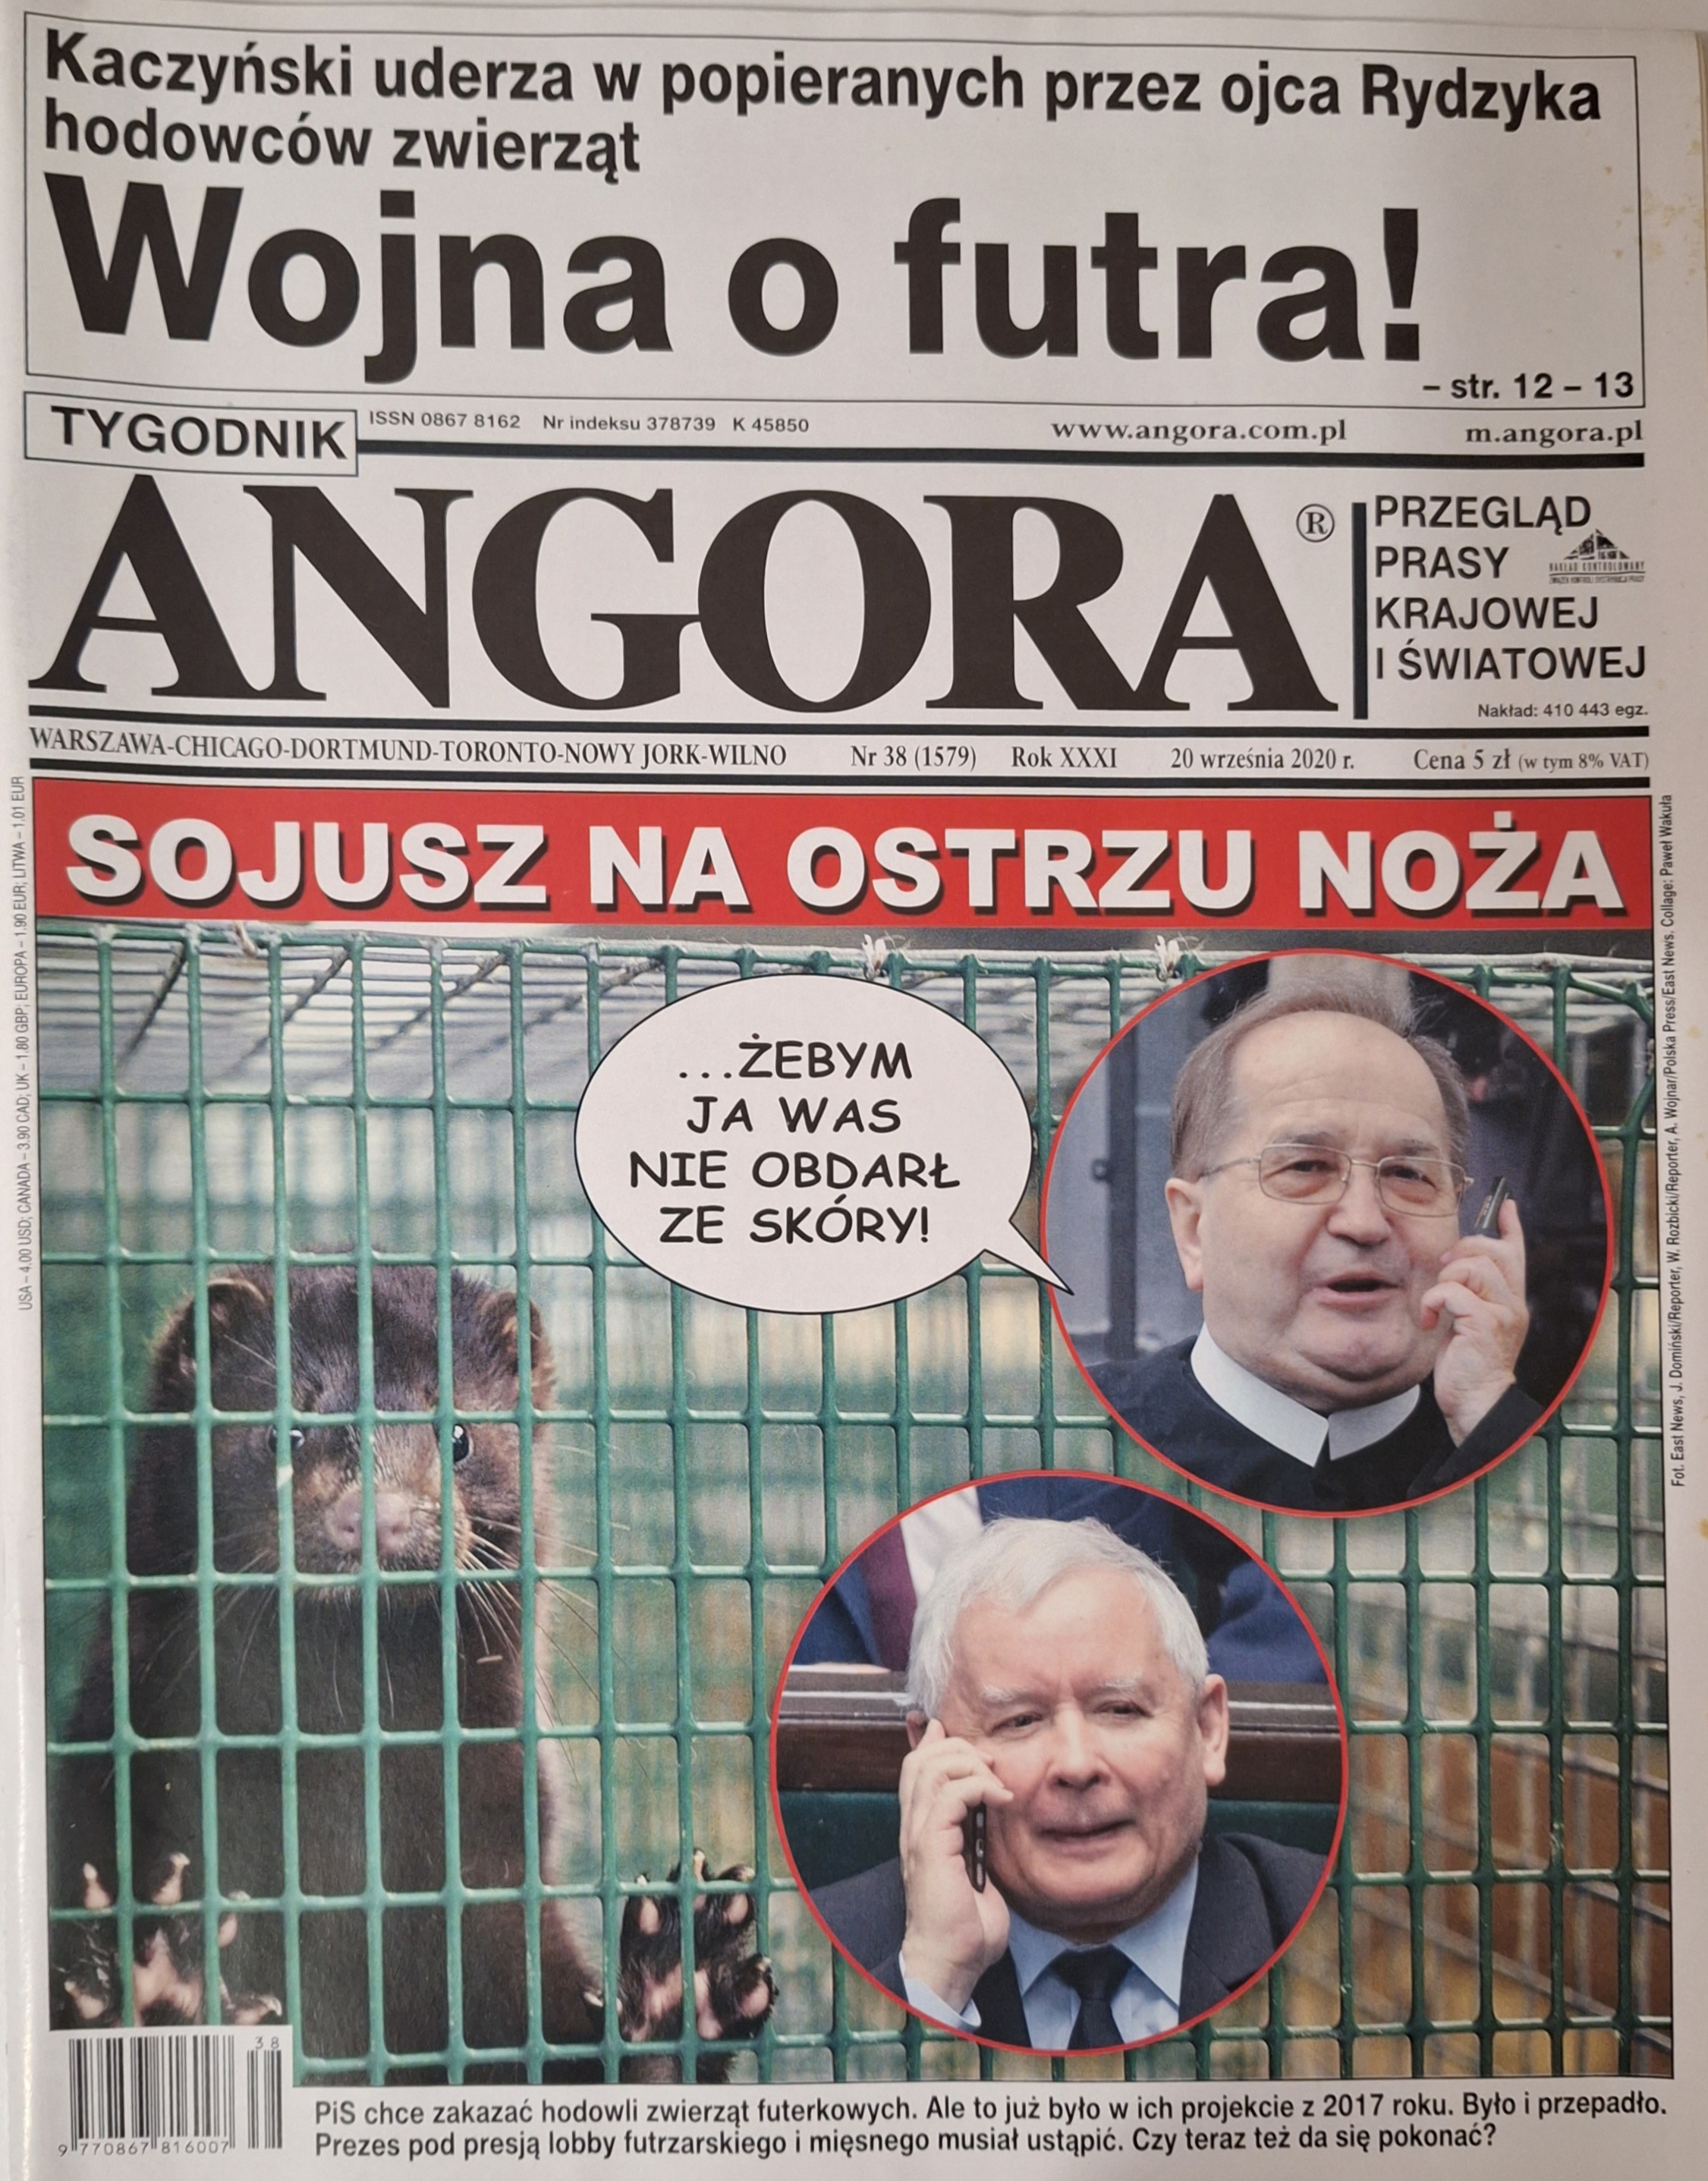 Kaczyński uderza w popieranych przez ojca Rydzyka
hodowców zwierząt
Wojna o futra!
– str. 12 – 13
TYGODNIK
ISSN 0867 8162 Nr indeksu 378739 K 45850
www.angora.com.pl
m.angora.pl
ANGORA®
PRZEGLĄD
PRASY
KRAJOWEJ
I ŚWIATOWEJ
NAKŁAD KONTROLOWANY
ZWIĄZEK KONTROLI DYSTRYBUCJI PRASY
Nakład: 410 443 egz.
WARSZAWA-CHICAGO-DORTMUND-TORONTO-NOWY JORK-WILNO Nr 38 (1579) Rok XXXI 20 września 2020 r. Cena 5 zł (w tym 8% VAT)
USA – 4,00 USD; CANADA – 3,90 CAD; UK – 1,80 GBP; EUROPA – 1,90 EUR; LITWA – 1,01 EUR
SOJUSZ NA OSTRZU NOŻA
Fot. East News, J. Domiński/Reporter, W. Rozbicki/Reporter, A. Wojnar/Polska Press/East News. Collage: Paweł Wakuła
...ŻEBYM
JA WAS
NIE OBDARŁ
ZE SKÓRY!
38
9 770867 816007
PiS chce zakazać hodowli zwierząt futerkowych. Ale to już było w ich projekcie z 2017 roku. Było i przepadło.
Prezes pod presją lobby futrzarskiego i mięsnego musiał ustąpić. Czy teraz też da się pokonać?